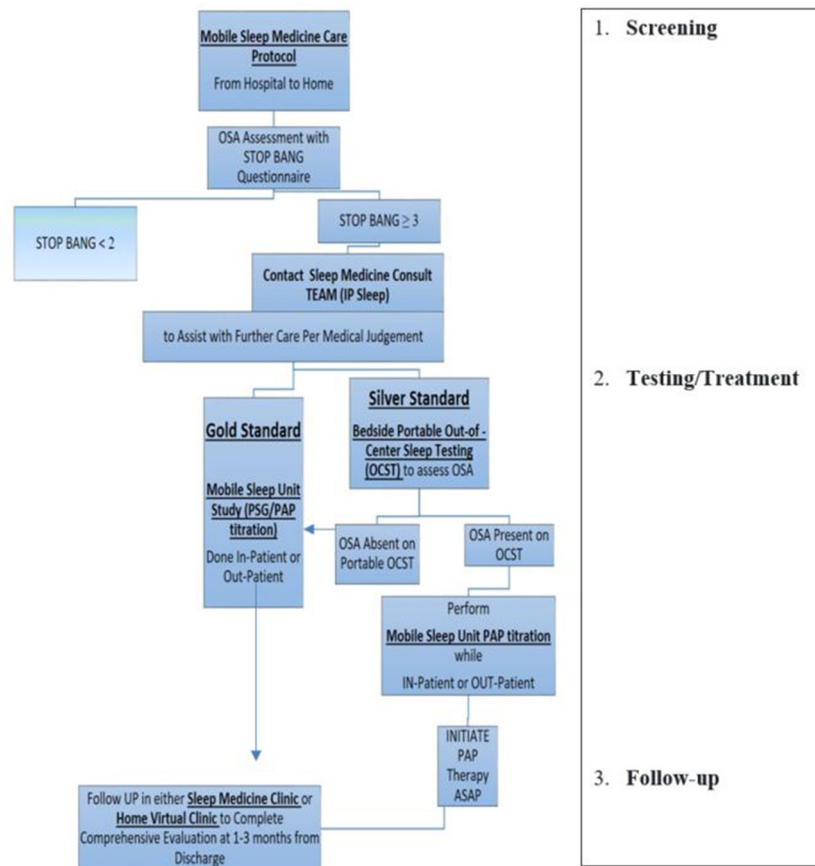 Mobile Sleep Medicine Care
Protocol
From Hospital to Home
OSA Assessment with
STOP BANG
Questionnaire
STOP BANG < 2
STOP BANG ≥ 3
Contact Sleep Medicine Consult
TEAM (IP Sleep)
to Assist with Further Care Per Medical Judgement
Gold Standard
Mobile Sleep Unit
Study (PSG/PAP
titration)
Done In-Patient or
Out-Patient
Silver Standard
Bedside Portable Out-of -
Center Sleep Testing
(OCST) to assess OSA
OSA Absent on
Portable OCST
OSA Present on
OCST
Perform
Mobile Sleep Unit PAP titration
while
IN-Patient or OUT-Patient
INITIATE
PAP
Therapy
ASAP
Follow UP in either Sleep Medicine Clinic or
Home Virtual Clinic to Complete
Comprehensive Evaluation at 1-3 months from
Discharge
1. Screening
2. Testing/Treatment
3. Follow-up